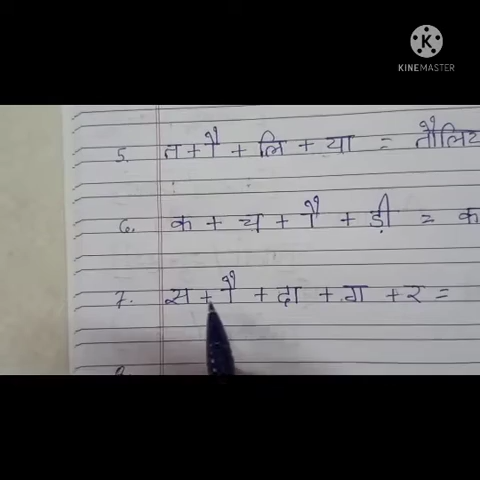 K
KINEMASTER
5. त + ौ + लि + या = तौलिय
6. क + च + ौ + ड़ी = क
7. स + ौ + दा + ग + र =